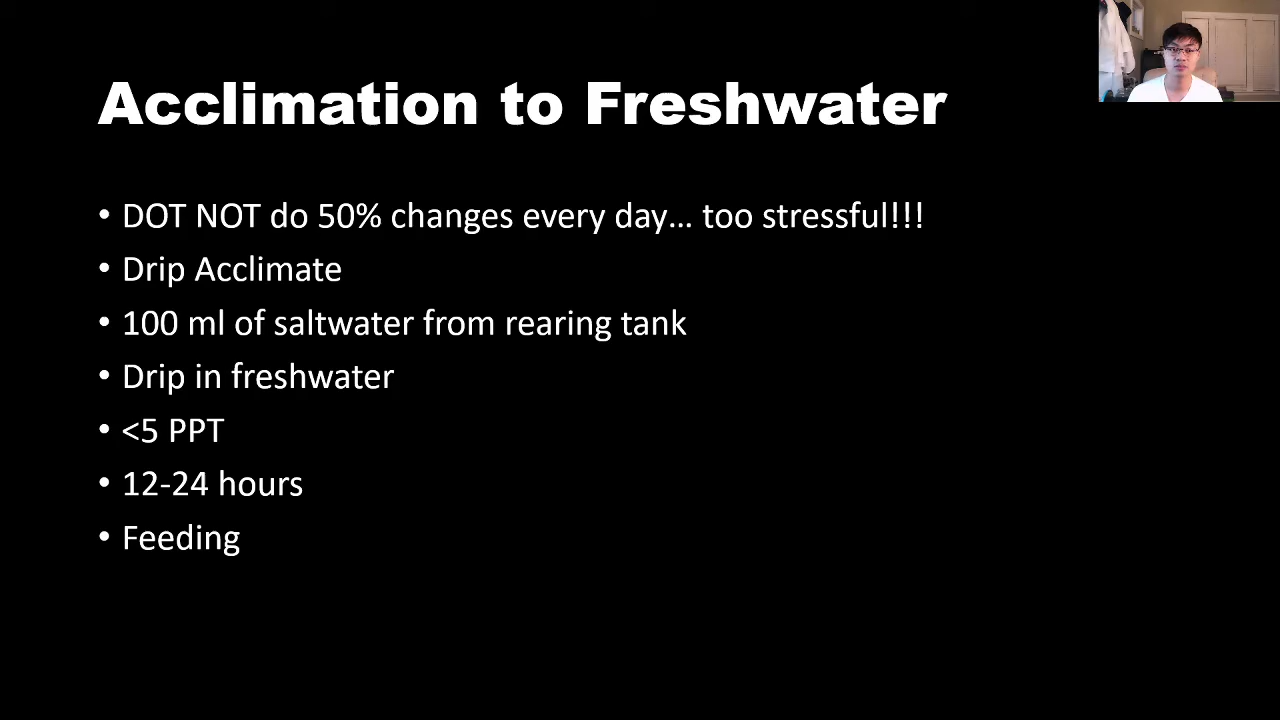 Acclimation to Freshwater
• DOT NOT do 50% changes every day... too stressful!!!
• Drip Acclimate
• 100 ml of saltwater from rearing tank
• Drip in freshwater
• <5 PPT
• 12-24 hours
• Feeding